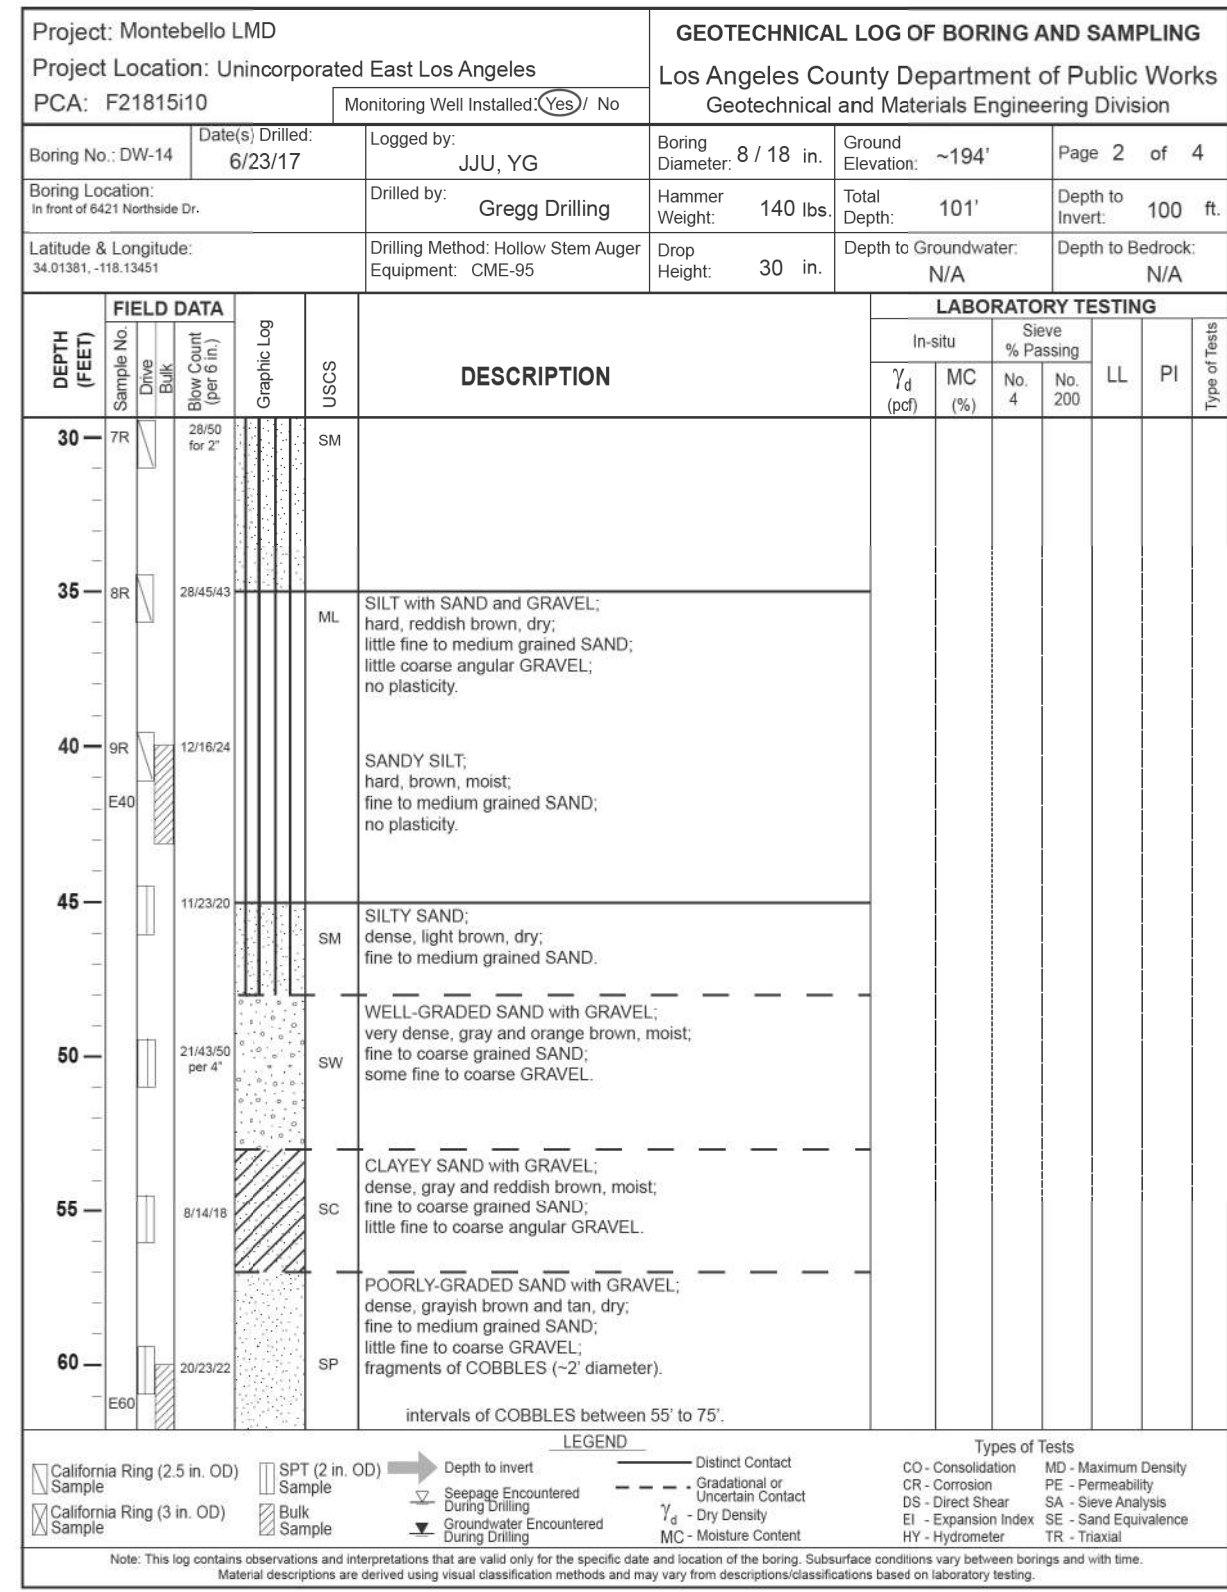 Project: Montebello LMD
Project Location: Unincorporated East Los Angeles
PCA: F21815i10
Monitoring Well Installed: Yes / No
GEOTECHNICAL LOG OF BORING AND SAMPLING
Los Angeles County Department of Public Works
Geotechnical and Materials Engineering Division
Boring No.: DW-14
Date(s) Drilled:
6/23/17
Logged by:
JJU, YG
Boring
Diameter: 8 / 18 in.
Ground
Elevation: ~194'
Page 2 of 4
Boring Location:
In front of 6421 Northside Dr.
Drilled by:
Gregg Drilling
Hammer
Weight: 140 lbs.
Total
Depth: 101'
Depth to
Invert: 100 ft.
Latitude & Longitude:
34.01381, -118.13451
Drilling Method: Hollow Stem Auger
Equipment: CME-95
Drop
Height: 30 in.
Depth to Groundwater:
N/A
Depth to Bedrock:
N/A
DEPTH
(FEET)
FIELD DATA
Sample No.
Drive
Bulk
Blow Count
(per 6 in.)
Graphic Log
USCS
DESCRIPTION
LABORATORY TESTING
In-situ
γd
(pcf)
MC
(%)
Sieve
% Passing
No.
4
No.
200
LL
PI
Type of Tests
30
7R
28/50
for 2"
SM
35
8R
28/45/43
ML
SILT with SAND and GRAVEL;
hard, reddish brown, dry;
little fine to medium grained SAND;
little coarse angular GRAVEL;
no plasticity.
40
9R
12/16/24
E40
SANDY SILT;
hard, brown, moist;
fine to medium grained SAND;
no plasticity.
45
11/23/20
SM
SILTY SAND;
dense, light brown, dry;
fine to medium grained SAND.
50
21/43/50
per 4"
SW
WELL-GRADED SAND with GRAVEL;
very dense, gray and orange brown, moist;
fine to coarse grained SAND;
some fine to coarse GRAVEL.
55
8/14/18
SC
CLAYEY SAND with GRAVEL;
dense, gray and reddish brown, moist;
fine to coarse grained SAND;
little fine to coarse angular GRAVEL.
60
20/23/22
E60
SP
POORLY-GRADED SAND with GRAVEL;
dense, grayish brown and tan, dry;
fine to medium grained SAND;
little fine to coarse GRAVEL;
fragments of COBBLES (~2' diameter).
intervals of COBBLES between 55' to 75'.
LEGEND
California Ring (2.5 in. OD)
Sample
California Ring (3 in. OD)
Sample
SPT (2 in. OD)
Sample
Bulk
Sample
Depth to invert
Seepage Encountered
During Drilling
Groundwater Encountered
During Drilling
Distinct Contact
Gradational or
Uncertain Contact
γd - Dry Density
MC - Moisture Content
Types of Tests
CO - Consolidation
CR - Corrosion
DS - Direct Shear
EI - Expansion Index
HY - Hydrometer
MD - Maximum Density
PE - Permeability
SA - Sieve Analysis
SE - Sand Equivalence
TR - Triaxial
Note: This log contains observations and interpretations that are valid only for the specific date and location of the boring. Subsurface conditions vary between borings and with time.
Material descriptions are derived using visual classification methods and may vary from descriptions/classifications based on laboratory testing.